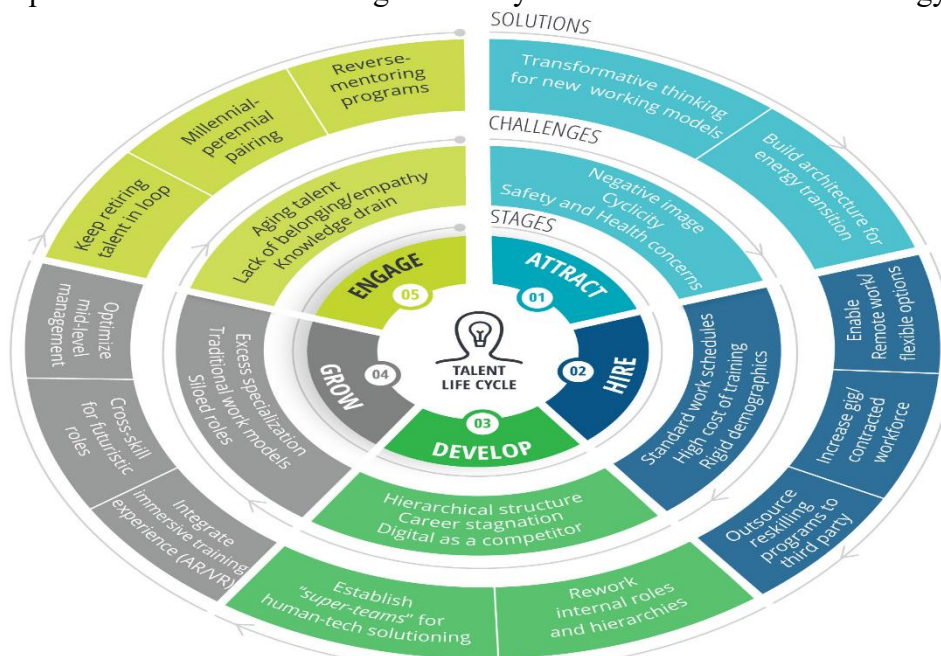 SOLUTIONS
Transformative thinking
for new working models
Build architecture for
energy transition
CHALLENGES
Negative image
Cyclicity
Safety and Health concerns
STAGES
ATTRACT
01
HIRE
02
Standard work schedules
High cost of training
Rigid demographics
Enable
Remote work/
flexible options
Increase gig/
contracted
workforce
Outsource
reskilling
programs to
third party
DEVELOP
03
Hierarchical structure
Career stagnation
Digital as a competitor
Rework
internal roles
and hierarchies
Establish
"super-teams" for
human-tech solutioning
GROW
04
Excess specialization
Traditional work models
Siloed roles
Integrate
immersive training
experience (AR/VR)
Cross-skill
for futuristic
roles
Optimize
mid-level
management
ENGAGE
05
Aging talent
Lack of belonging/empathy
Knowledge drain
Keep retiring
talent in loop
Millennial-
perennial
pairing
Reverse-
mentoring
programs
TALENT
LIFE CYCLE